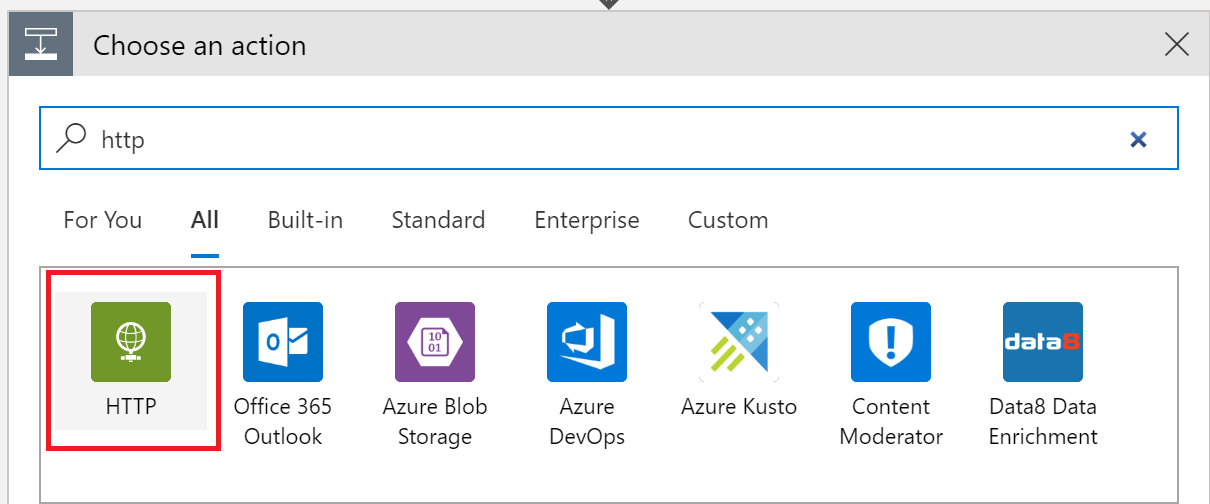 Choose an action
http
For You All Built-in Standard Enterprise Custom
HTTP
Office 365
Outlook
Azure Blob
Storage
Azure
DevOps
Azure Kusto
Content
Moderator
Data8 Data
Enrichment
10
01
data8